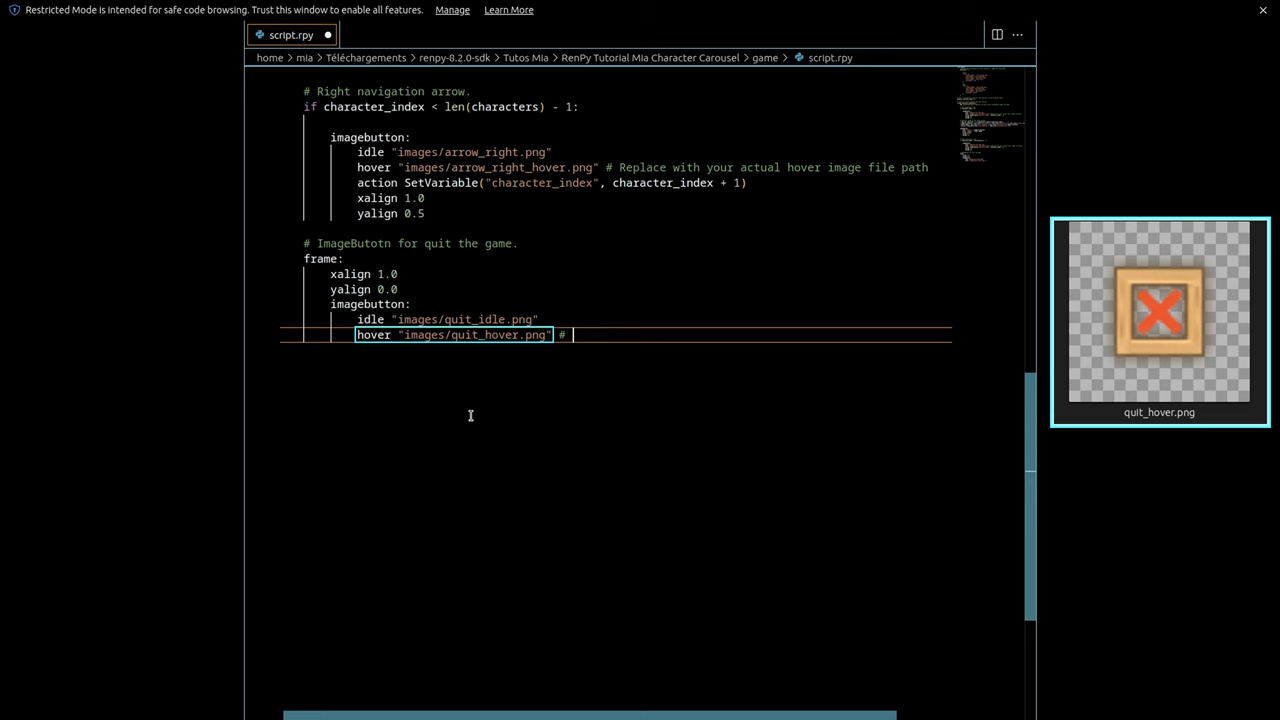 Restricted Mode is intended for safe code browsing. Trust this window to enable all features. Manage Learn More
script.rpy
home > mia > Téléchargements > renpy-8.2.0-sdk > Tutos Mia > RenPy Tutorial Mia Character Carousel > game > script.rpy
# Right navigation arrow.
if character_index < len(characters) - 1:
imagebutton:
idle "images/arrow_right.png"
hover "images/arrow_right_hover.png" # Replace with your actual hover image file path
action SetVariable("character_index", character_index + 1)
xalign 1.0
yalign 0.5
# ImageButotn for quit the game.
frame:
xalign 1.0
yalign 0.0
imagebutton:
idle "images/quit_idle.png"
hover "images/quit_hover.png" #
quit_hover.png